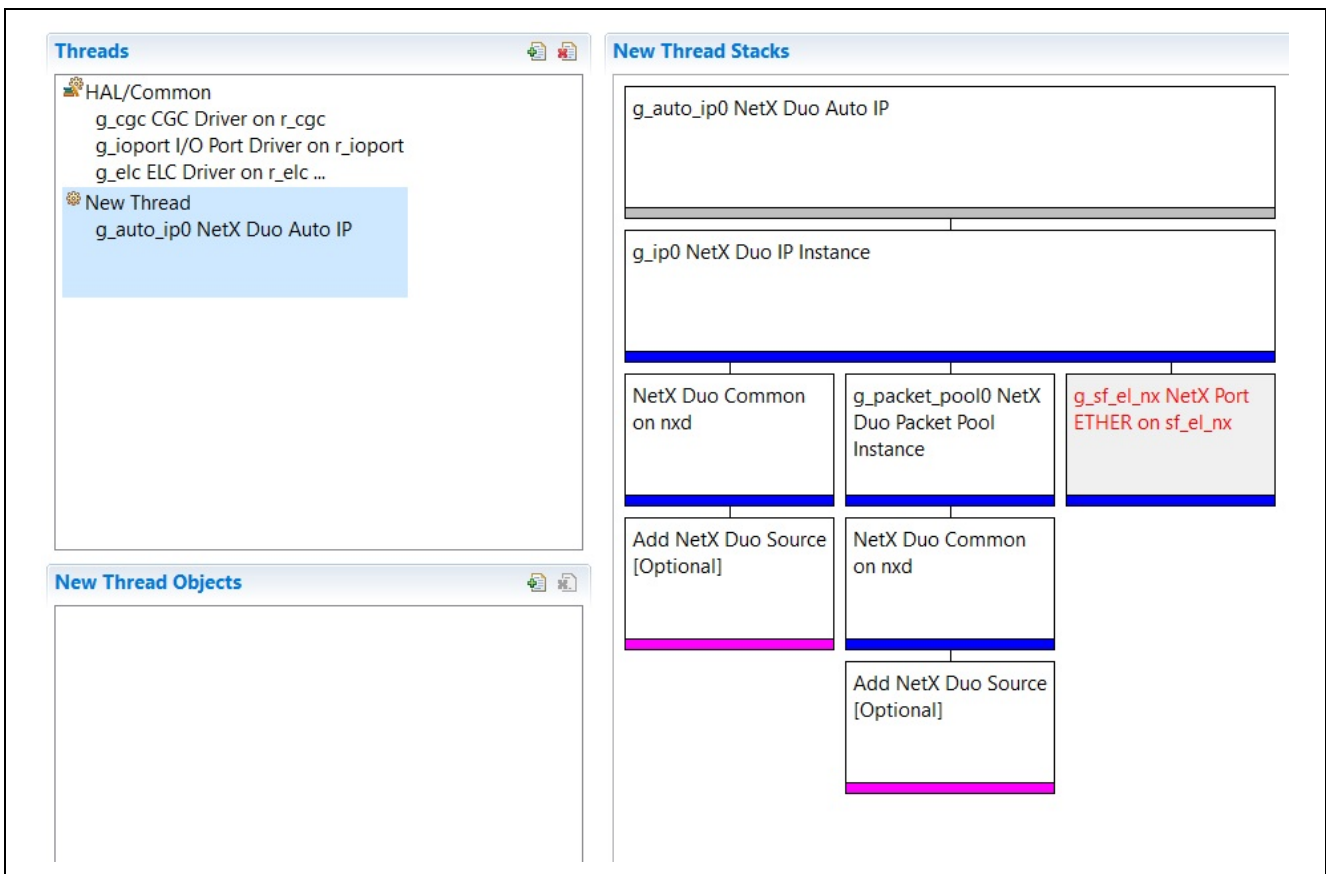 Threads
HAL/Common
g_cgc CGC Driver on r_cgc
g_ioport I/O Port Driver on r_ioport
g_elc ELC Driver on r_elc ...
New Thread
g_auto_ip0 NetX Duo Auto IP
New Thread Objects
New Thread Stacks
g_auto_ip0 NetX Duo Auto IP
g_ip0 NetX Duo IP Instance
NetX Duo Common
on nxd
g_packet_pool0 NetX
Duo Packet Pool
Instance
g_sf_el_nx NetX Port
ETHER on sf_el_nx
Add NetX Duo Source
[Optional]
NetX Duo Common
on nxd
Add NetX Duo Source
[Optional]